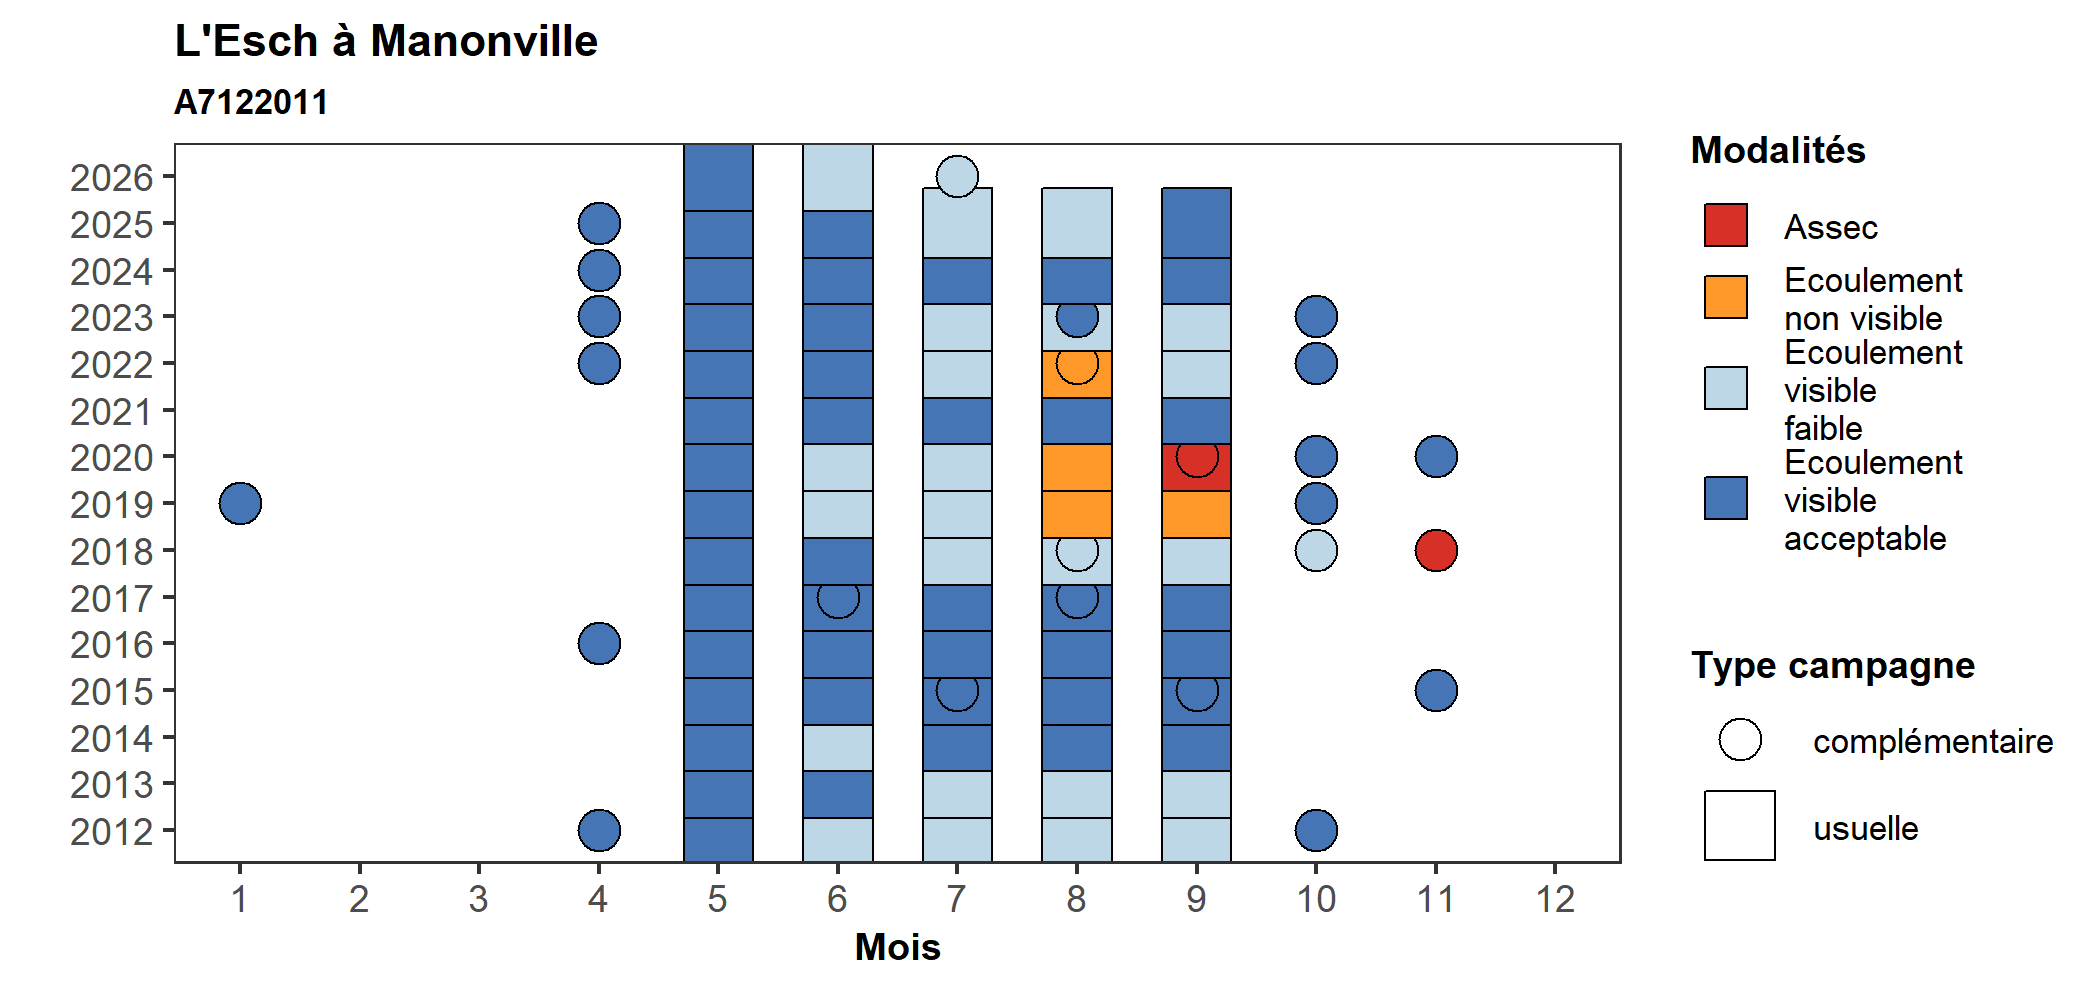 L'Esch à Manonville
A7122011
2026
2025
2024
2023
2022
2021
2020
2019
2018
2017
2016
2015
2014
2013
2012
1 2 3 4 5 6 7 8 9 10 11 12
Mois
Modalités
Assec
Ecoulement
non visible
Ecoulement
visible
faible
Ecoulement
visible
acceptable
Type campagne
complémentaire
usuelle